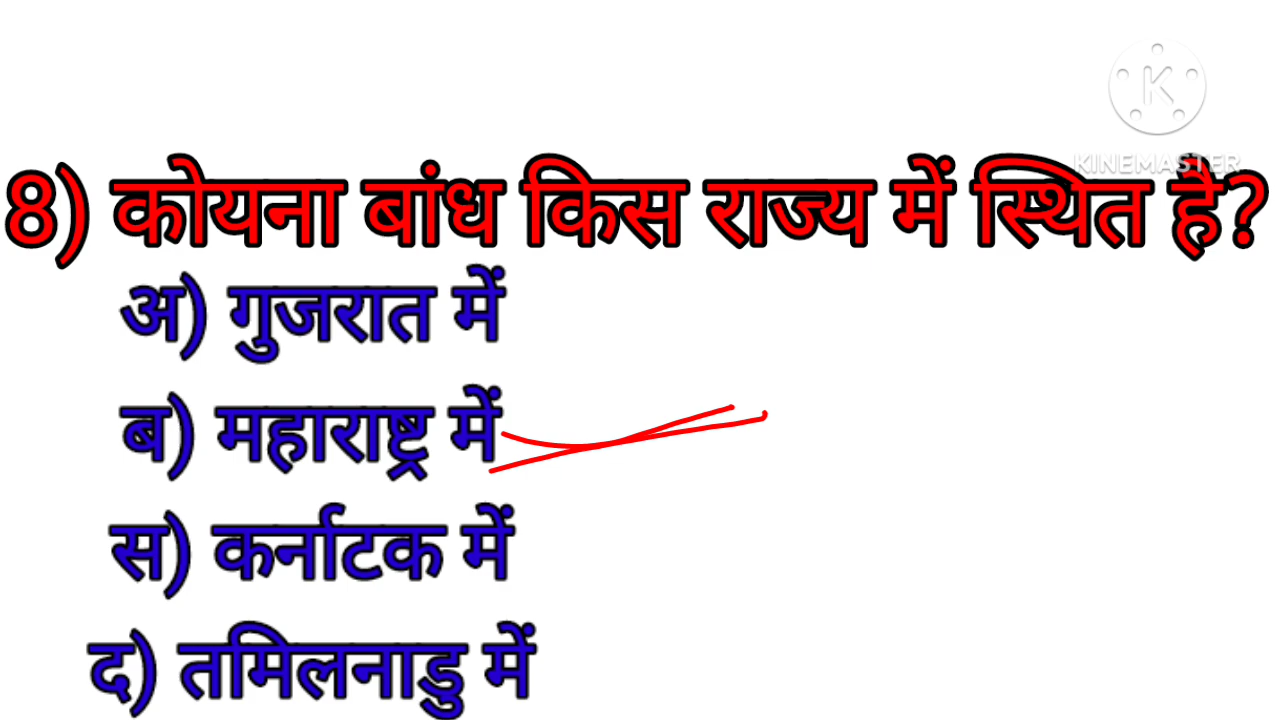 K
KINEMASTER
8) कोयना बांध किस राज्य में स्थित है?
अ) गुजरात में
ब) महाराष्ट्र में
स) कर्नाटक में
द) तमिलनाडु में